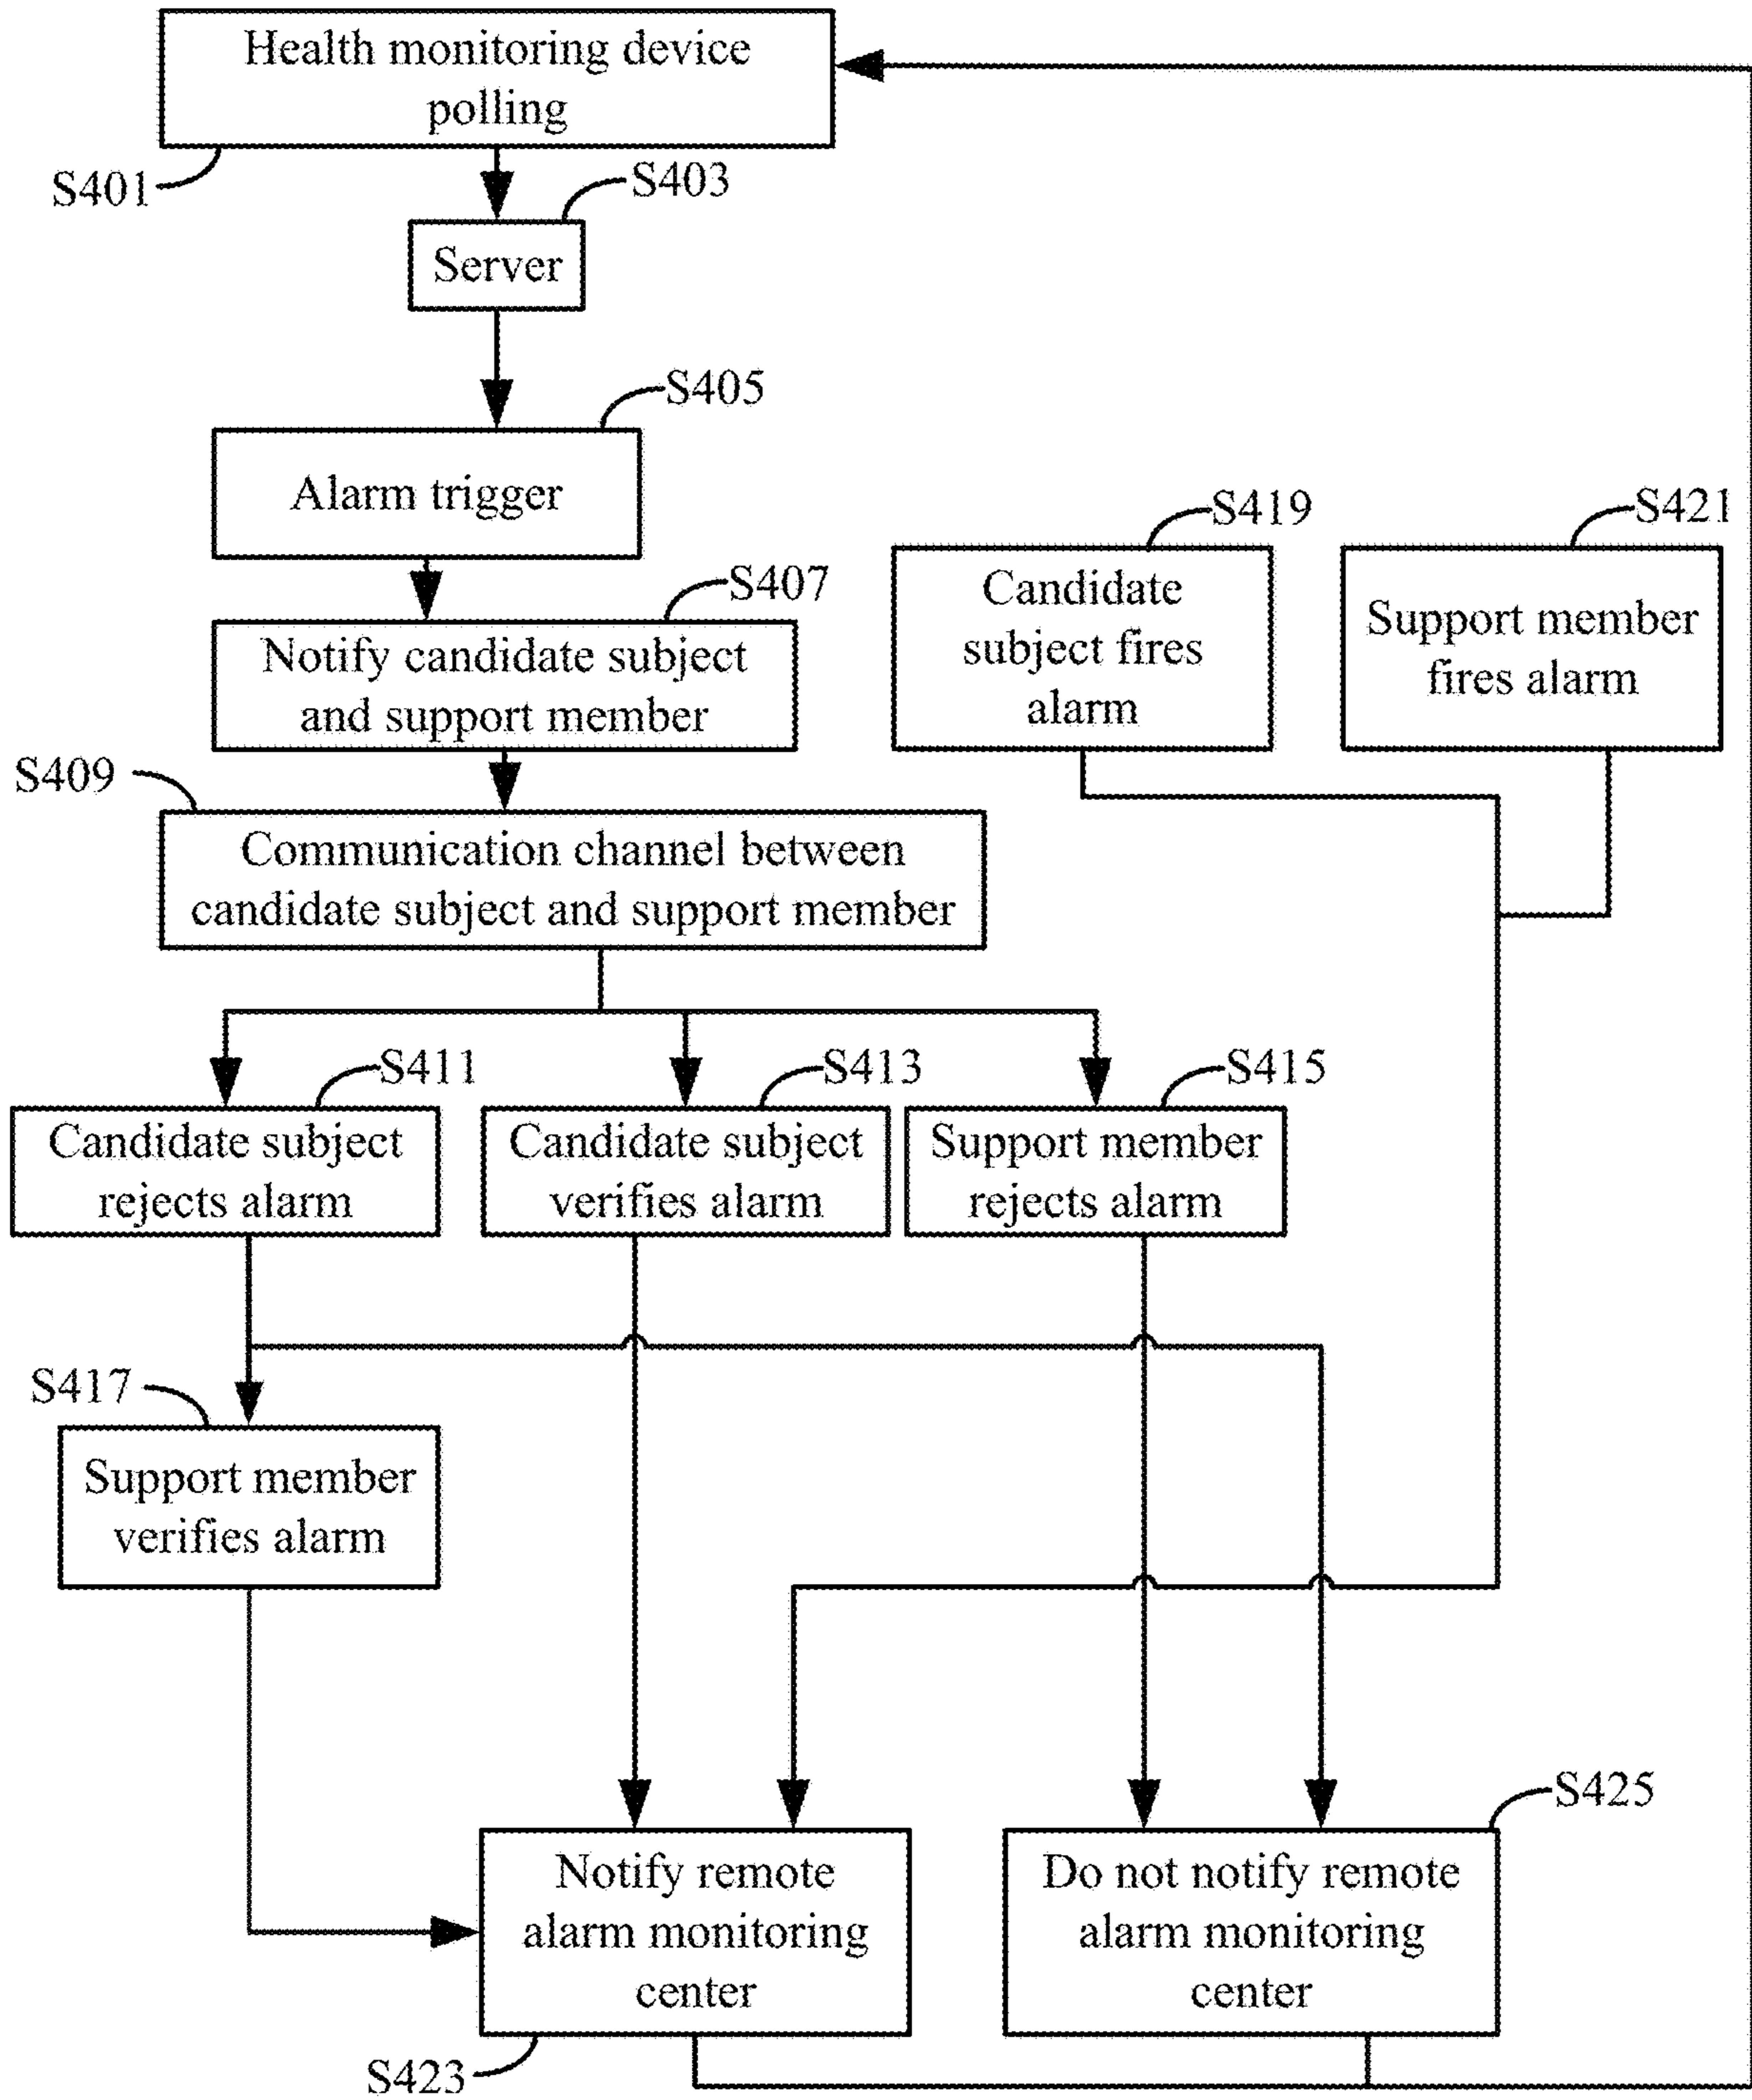 Health monitoring device
polling
S401
S403
Server
S405
Alarm trigger
S419
S421
S407
Candidate
subject fires
alarm
Support member
fires alarm
Notify candidate subject
and support member
S409
Communication channel between
candidate subject and support member
S411
S413
S415
Candidate subject
rejects alarm
Candidate subject
verifies alarm
Support member
rejects alarm
S417
Support member
verifies alarm
S425
Notify remote
alarm monitoring
center
Do not notify remote
alarm monitoring
center
S423